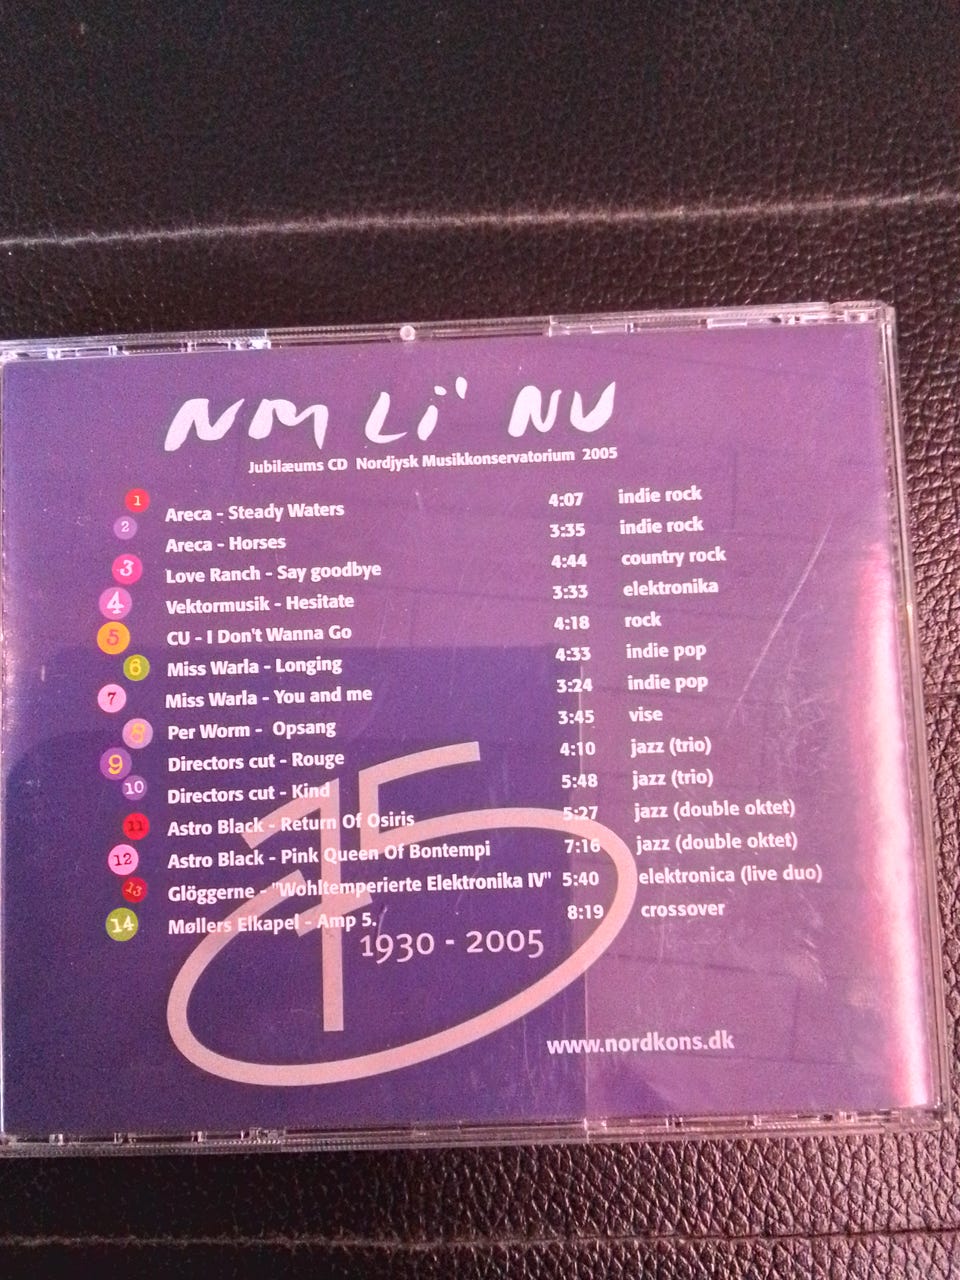 NM Li' NU
Jubilæums CD Nordjysk Musikkonservatorium 2005
1 Areca - Steady Waters 4:07 indie rock
2 Areca - Horses 3:35 indie rock
3 Love Ranch - Say goodbye 4:44 country rock
4 Vektormusik - Hesitate 3:33 elektronika
5 CU - I Don't Wanna Go 4:18 rock
6 Miss Warla - Longing 4:33 indie pop
7 Miss Warla - You and me 3:24 indie pop
8 Per Worm - Opsang 3:45 vise
9 Directors cut - Rouge 4:10 jazz (trio)
10 Directors cut - Kind 5:48 jazz (trio)
11 Astro Black - Return Of Osiris 5:27 jazz (double oktet)
12 Astro Black - Pink Queen Of Bontempi 7:16 jazz (double oktet)
13 Glöggerne - "Wohltemperierte Elektronika IV" 5:40 elektronica (live duo)
14 Møllers Elkapel - Amp 5. 8:19 crossover
75
1930 - 2005
www.nordkons.dk